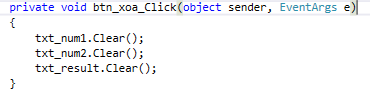 private void btn_xoa_Click(object sender, EventArgs e)
{
    txt_num1.Clear();
    txt_num2.Clear();
    txt_result.Clear();
}